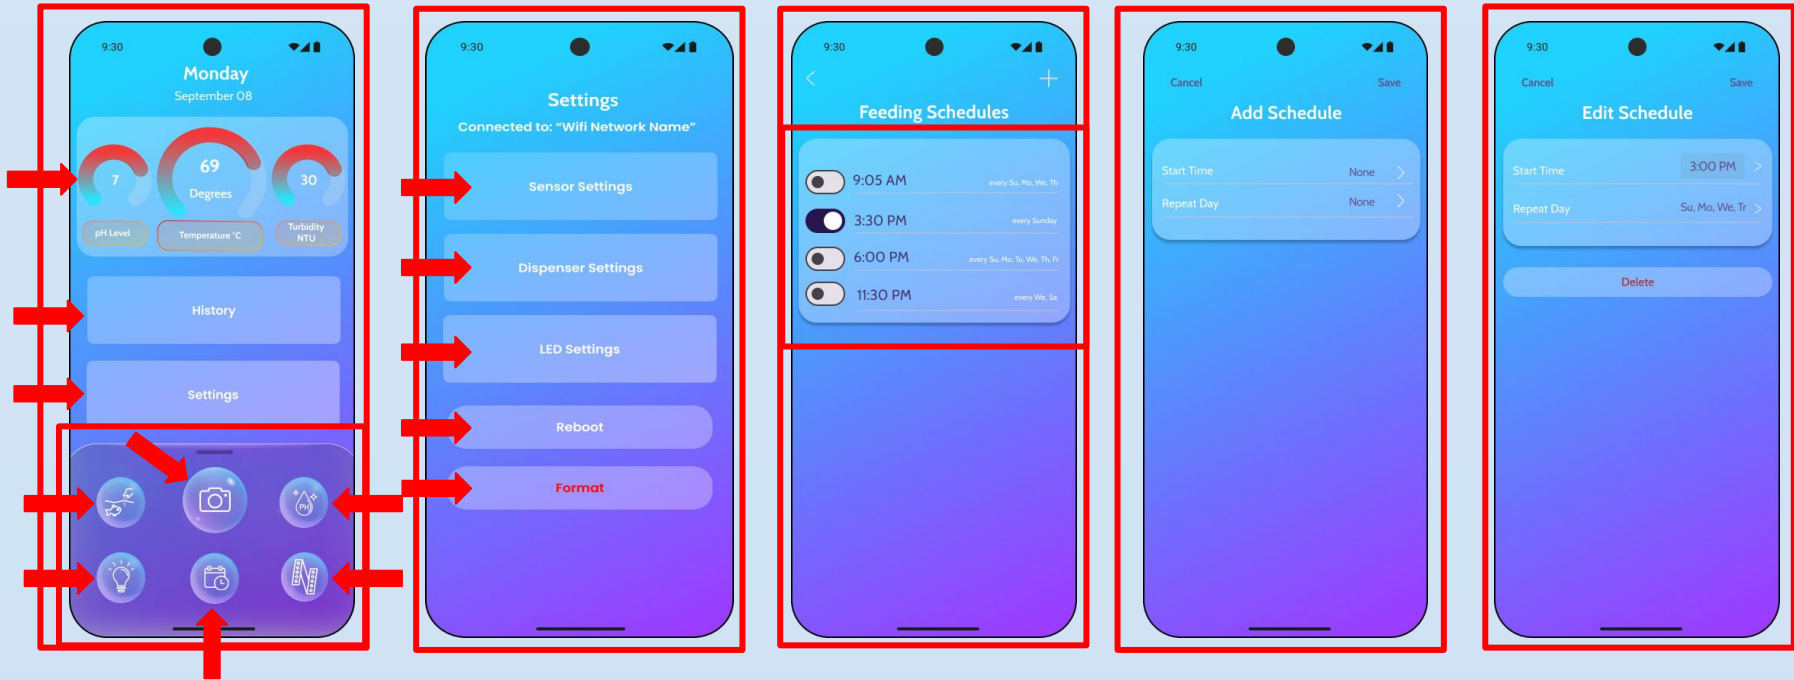 9:30
Monday
September 08
7
69
Degrees
30
pH Level
Temperature °C
Turbidity
NTU
History
Settings
PH
9:30
Settings
Connected to: “Wifi Network Name”
Sensor Settings
Dispenser Settings
LED Settings
Reboot
Format
9:30
Feeding Schedules
9:05 AM
every Su, Mo, We, Th
3:30 PM
every Sunday
6:00 PM
every Su, Mo, Tu, We, Th, Fr
11:30 PM
every We, Sa
9:30
Cancel
Save
Add Schedule
Start Time
None
Repeat Day
None
9:30
Cancel
Save
Edit Schedule
Start Time
3:00 PM
Repeat Day
Su, Mo, We, Tr
Delete